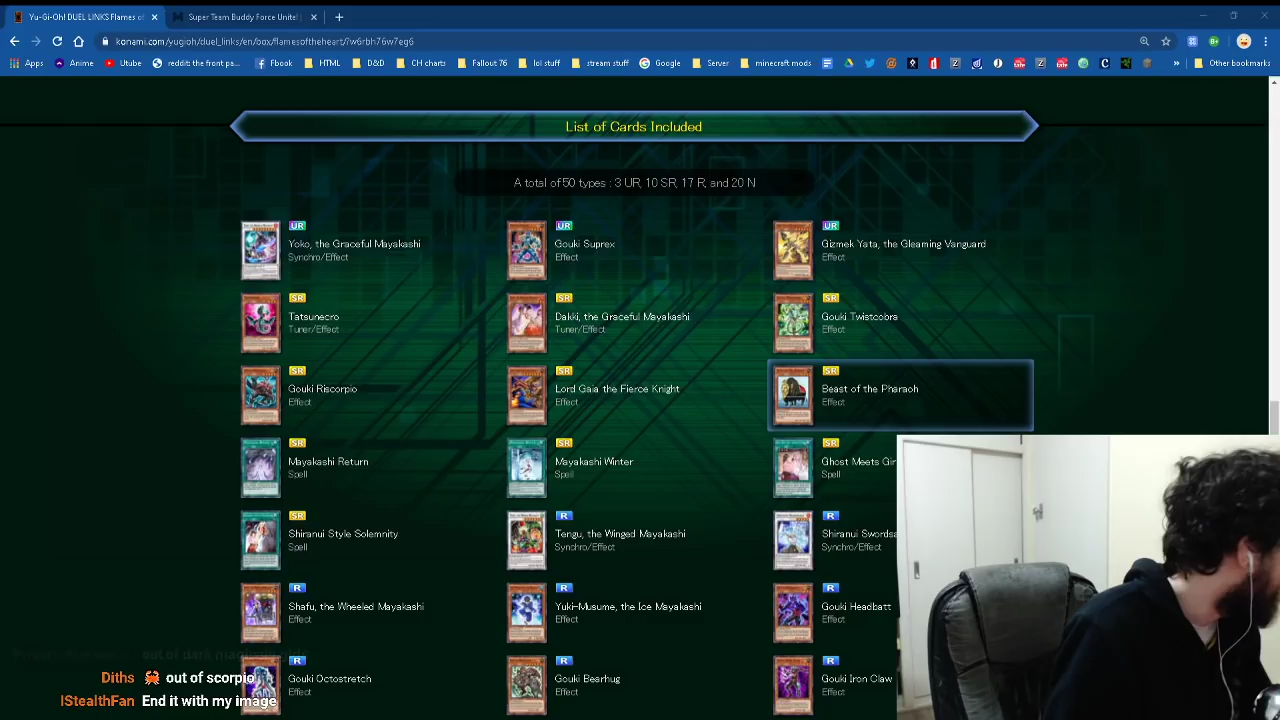 Yu-Gi-Oh! DUEL LINKS Flames of
Super Team Buddy Force Unite!
konami.com/yugioh/duel_links/en/box/flamesoftheheart/?w6rbh76w7eg6
Apps Anime Utube reddit: the front pa... Fbook HTML D&D CH charts Fallout 76 lol stuff stream stuff Google Server minecraft mods Other bookmarks
List of Cards Included
A total of 50 types : 3 UR, 10 SR, 17 R, and 20 N
UR UR UR
Yoko, the Graceful Mayakashi Gouki Suprex Gizmek Yata, the Gleaming Vanguard
Synchro/Effect Effect Effect
SR SR SR
Tatsunecro Dakki, the Graceful Mayakashi Gouki Twistcobra
Tuner/Effect Tuner/Effect Effect
SR SR SR
Gouki Riscorpio Lord Gaia the Fierce Knight Beast of the Pharaoh
Effect Effect Effect
SR SR SR
Mayakashi Return Mayakashi Winter Ghost Meets Gir
Spell Spell Spell
SR R R
Shiranui Style Solemnity Tengu, the Winged Mayakashi Shiranui Swordsa
Spell Synchro/Effect Synchro/Effect
R R R
Shafu, the Wheeled Mayakashi Yuki-Musume, the Ice Mayakashi Gouki Headbatt
Effect Effect Effect
R R R
Gouki Octostretch Gouki Bearhug Gouki Iron Claw
Effect Effect Effect
out of dark magician girls
Diths out of scorpio
IStealthFan End it with my image